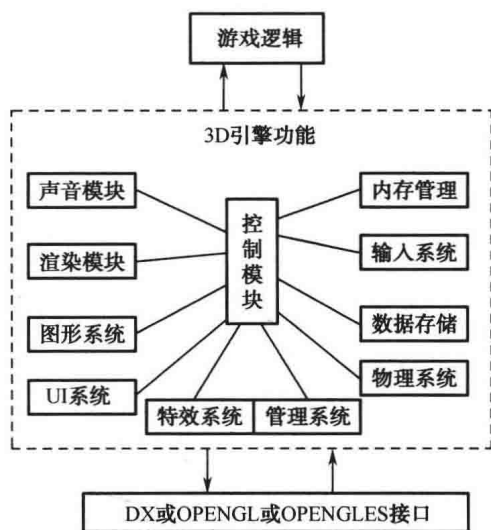 游戏逻辑
3D引擎功能
声音模块
渲染模块
图形系统
UI系统
控制模块
内存管理
输入系统
数据存储
物理系统
特效系统
管理系统
DX或OPENGL或OPENGLES接口